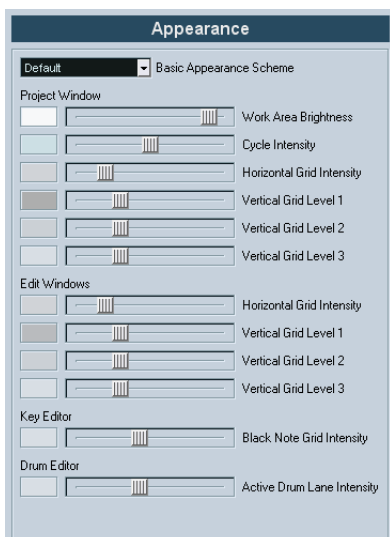 Appearance
Default Basic Appearance Scheme
Project Window
Work Area Brightness
Cycle Intensity
Horizontal Grid Intensity
Vertical Grid Level 1
Vertical Grid Level 2
Vertical Grid Level 3
Edit Windows
Horizontal Grid Intensity
Vertical Grid Level 1
Vertical Grid Level 2
Vertical Grid Level 3
Key Editor
Black Note Grid Intensity
Drum Editor
Active Drum Lane Intensity